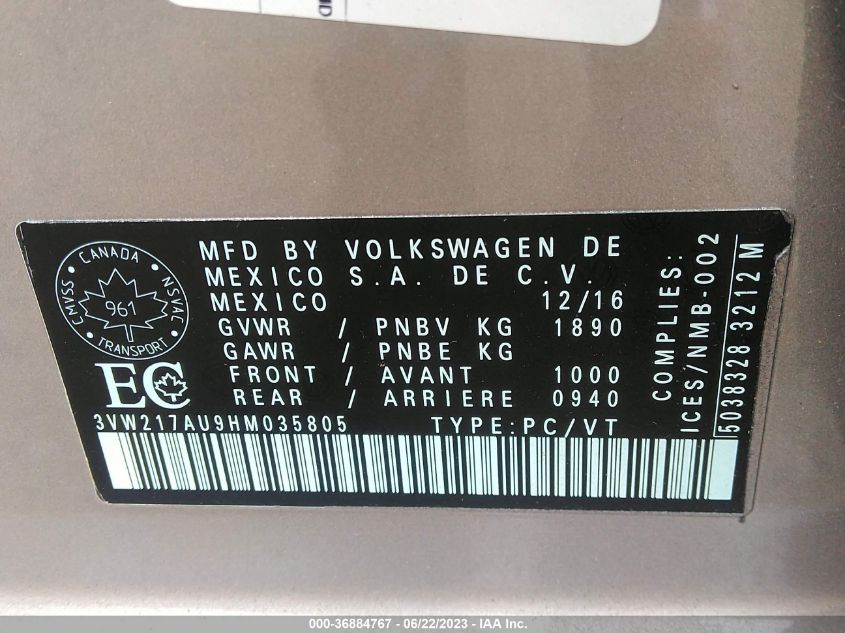 MID
CANADA
CMVSS
NSVAC
961
TRANSPORT
EC
MFD BY VOLKSWAGEN DE
MEXICO S.A. DE C.V.
MEXICO 12/16
GVWR / PNBV KG 1890
GAWR / PNBE KG
FRONT / AVANT 1000
REAR / ARRIERE 0940
3VW217AU9HM035805 TYPE:PC/VT
COMPLIES:
ICES/NMB-002
5038328 3212 M
000-36884767 - 06/22/2023 - IAA Inc.